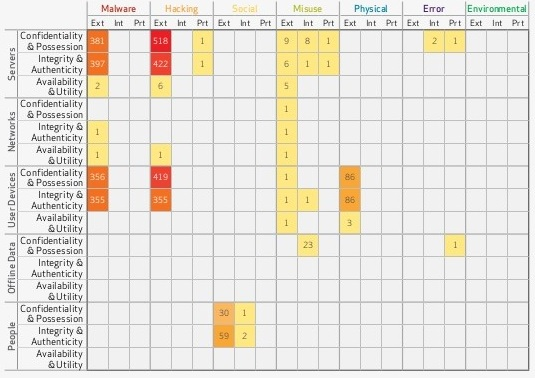 Malware Hacking Social Misuse Physical Error Environmental
Ext Int Prt Ext Int Prt Ext Int Prt Ext Int Prt Ext Int Prt Ext Int Prt Ext Int Prt
Servers
Confidentiality 381 518 1 9 8 1 2 1
& Possession
Integrity & 397 422 1 6 1 1
Authenticity
Availability 2 6 5
& Utility
Networks
Confidentiality 1
& Possession
Integrity & 1 1
Authenticity
Availability 1 1 1
& Utility
User Devices
Confidentiality 356 419 1 86
& Possession
Integrity & 355 355 1 1 86
Authenticity
Availability 1 3
& Utility
Offline Data
Confidentiality 23 1
& Possession
Integrity &
Authenticity
Availability
& Utility
People
Confidentiality 30 1
& Possession
Integrity & 59 2
Authenticity
Availability
& Utility